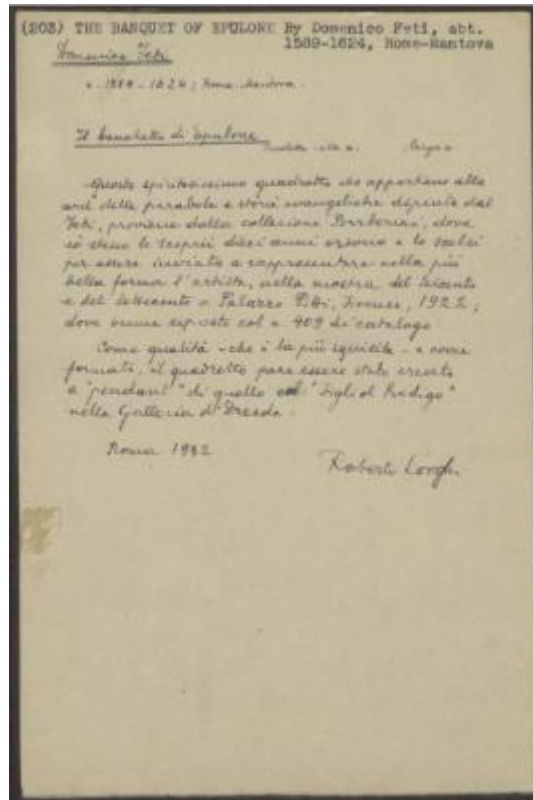 (203) THE BANQUET OF EPULONE By Domenico Feti, abt.
1589-1624, Rome-Mantova
Domenico Feti
1589-1624; Roma-Mantova
Il banchetto di Epulone
Questo spiritosissimo quadretto che appartiene alla
delle parabole e storie evangeliche dipinte dal
Feti, proviene dalla collezione Barberini, dove
io stesso lo scoprii dieci anni orsono e lo scelsi
per essere inviato a rappresentare nella più
bella forma l'artista, nella mostra del Seicento
e del Settecento a Palazzo Pitti, Firenze, 1922;
dove venne esposto col n. 409 di catalogo.
Come qualità - che è la più squisita - e come
formato, il quadretto pare essere stato creato
a "pendant" di quello col "Figliol Prodigo"
nella Galleria di Dresda.
Roma 1932
Roberto Longhi